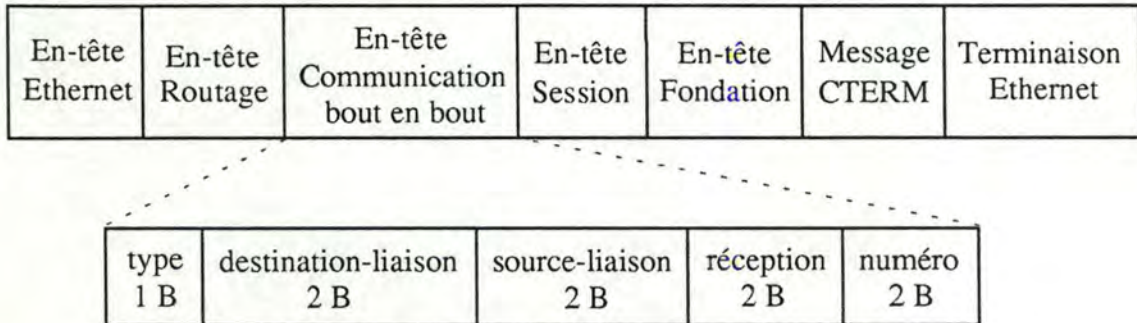 En-tête Ethernet
En-tête Routage
En-tête Communication bout en bout
En-tête Session
En-tête Fondation
Message CTERM
Terminaison Ethernet
type 1 B
destination-liaison 2 B
source-liaison 2 B
réception 2 B
numéro 2 B